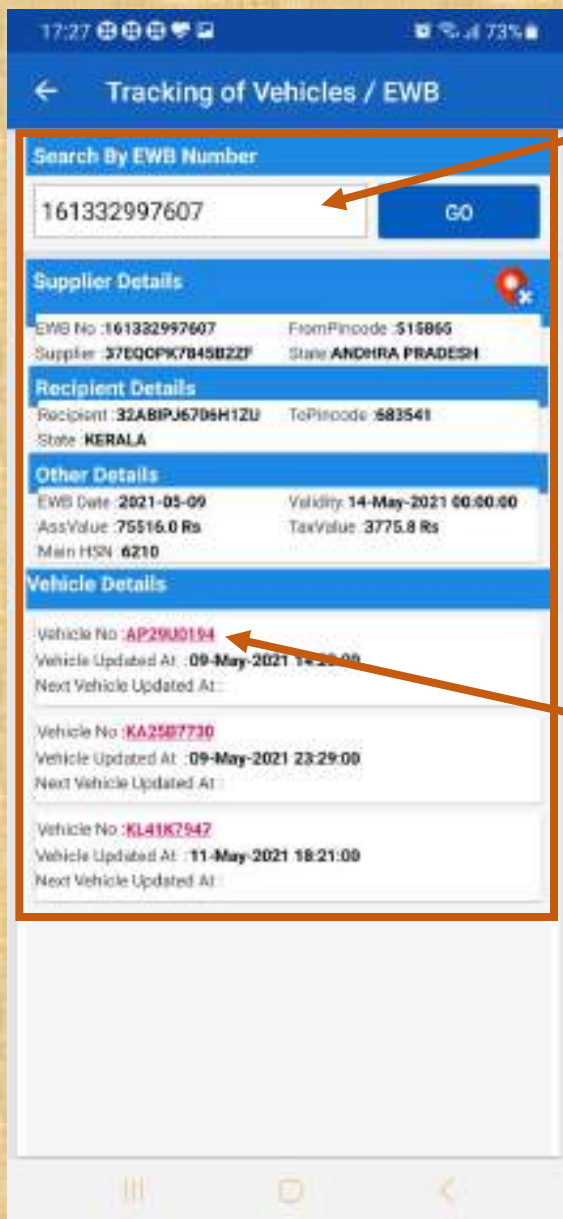 17:27 73%
Tracking of Vehicles / EWB
Search By EWB Number
161332997607 GO
Supplier Details
EWB No :161332997607 FromPincode :515865
Supplier :37EQOPK7845B2ZF State:ANDHRA PRADESH
Recipient Details
Recipient :32ABIPJ6706H1ZU ToPincode :683541
State :KERALA
Other Details
EWB Date :2021-05-09 Validity:14-May-2021 00:00:00
AssValue :75516.0 Rs TaxValue :3775.8 Rs
Main HSN :6210
Vehicle Details
Vehicle No :AP29U0194
Vehicle Updated At :09-May-2021
Next Vehicle Updated At :
Vehicle No :KA25B7730
Vehicle Updated At :09-May-2021 23:29:00
Next Vehicle Updated At :
Vehicle No :KL41K7947
Vehicle Updated At :11-May-2021 18:21:00
Next Vehicle Updated At :